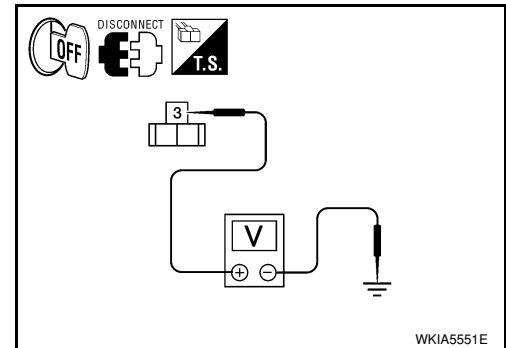 DISCONNECT
OFF
T.S.
3
V
+ −
WKIA5551E